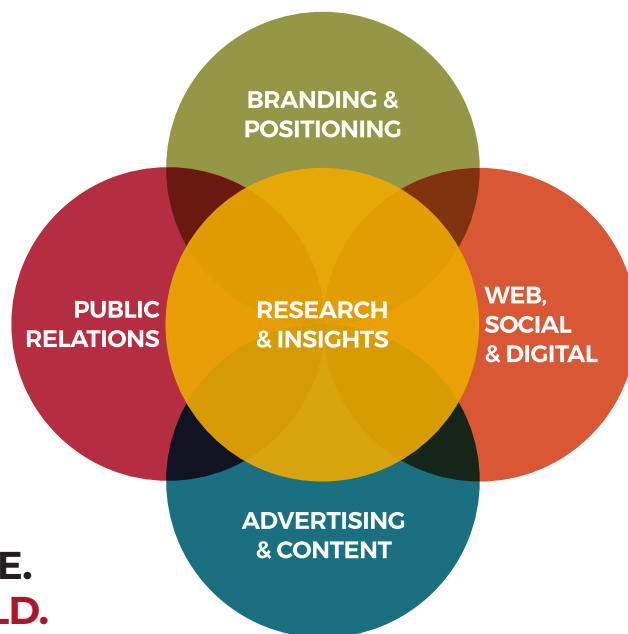 BRANDING &
POSITIONING
PUBLIC
RELATIONS
RESEARCH
& INSIGHTS
WEB,
SOCIAL
& DIGITAL
ADVERTISING
& CONTENT